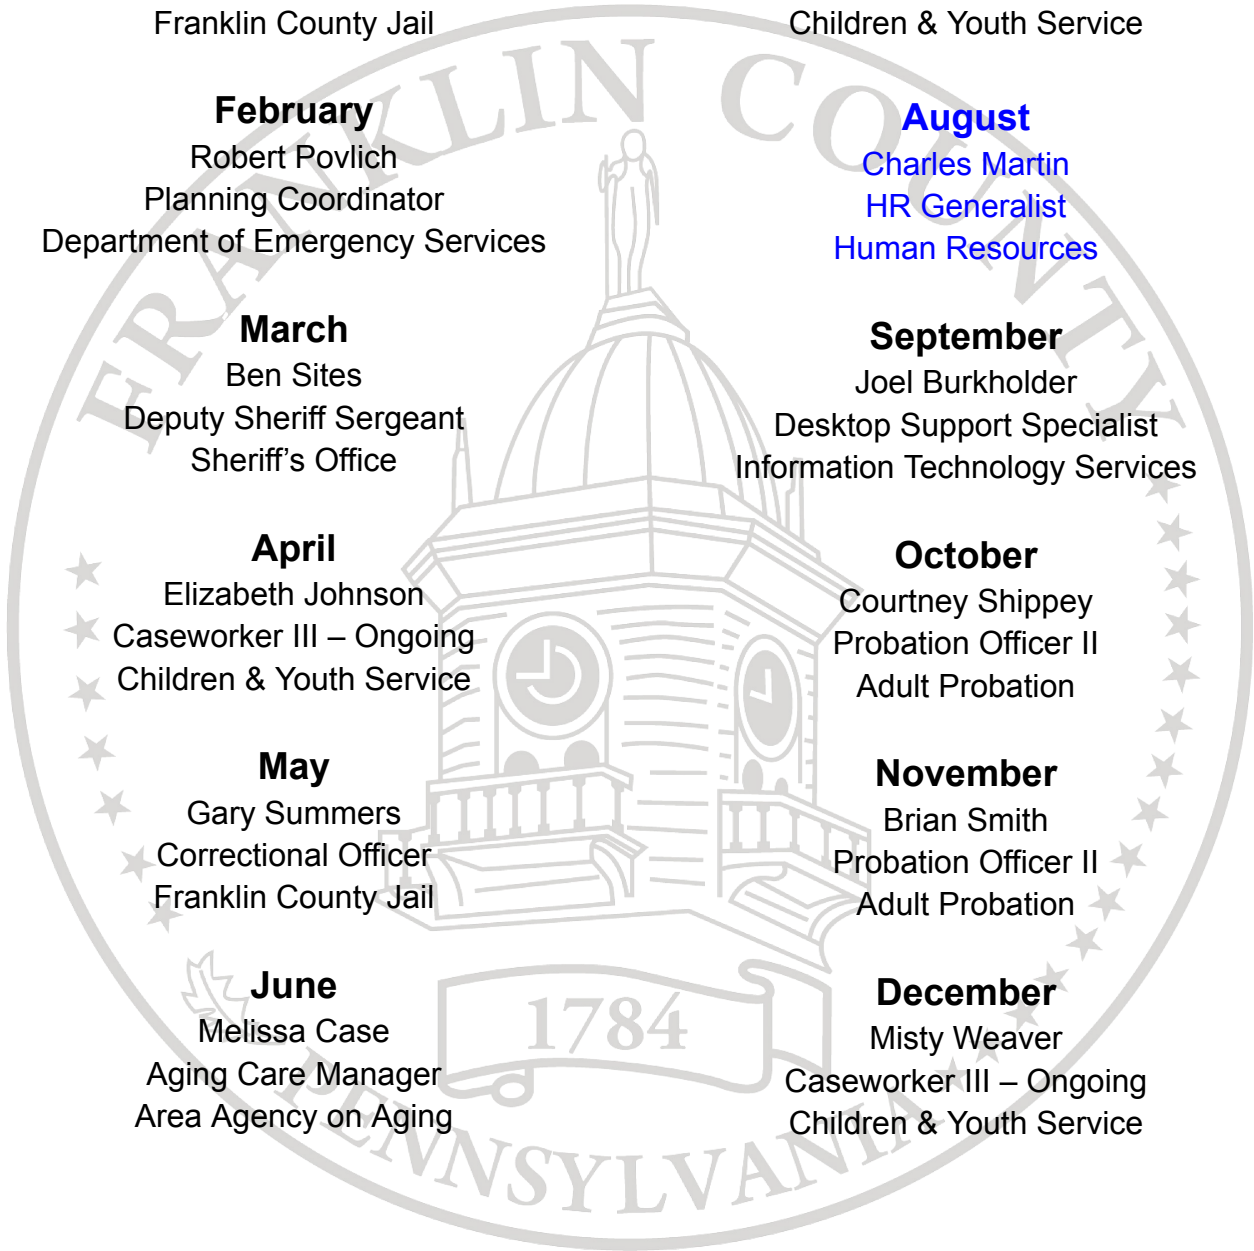 Franklin County Jail
February
Robert Povlich
Planning Coordinator
Department of Emergency Services
March
Ben Sites
Deputy Sheriff Sergeant
Sheriff’s Office
April
Elizabeth Johnson
Caseworker III – Ongoing
Children & Youth Service
May
Gary Summers
Correctional Officer
Franklin County Jail
June
Melissa Case
Aging Care Manager
Area Agency on Aging
Children & Youth Service
August
Charles Martin
HR Generalist
Human Resources
September
Joel Burkholder
Desktop Support Specialist
Information Technology Services
October
Courtney Shippey
Probation Officer II
Adult Probation
November
Brian Smith
Probation Officer II
Adult Probation
December
Misty Weaver
Caseworker III – Ongoing
Children & Youth Service
FRANKLIN COUNTY
1784
PENNSYLVANIA